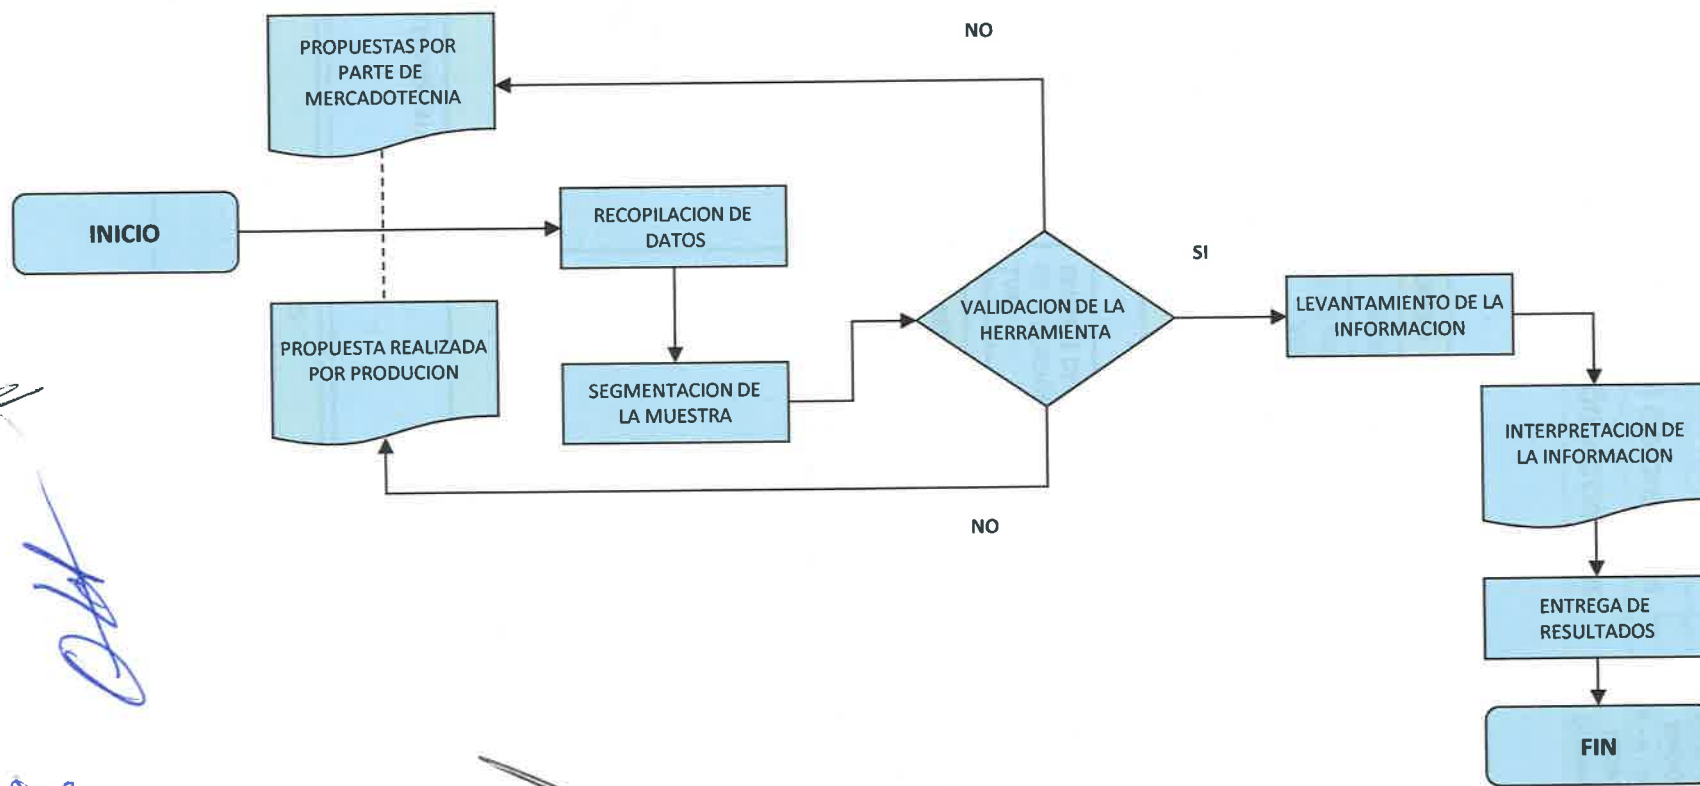 NO
PROPUESTAS POR
PARTE DE
MERCADOTECNIA
INICIO
RECOPILACION DE
DATOS
SI
VALIDACION DE LA
HERRAMIENTA
LEVANTAMIENTO DE LA
INFORMACION
PROPUESTA REALIZADA
POR PRODUCION
SEGMENTACION DE
LA MUESTRA
INTERPRETACION DE
LA INFORMACION
NO
ENTREGA DE
RESULTADOS
FIN